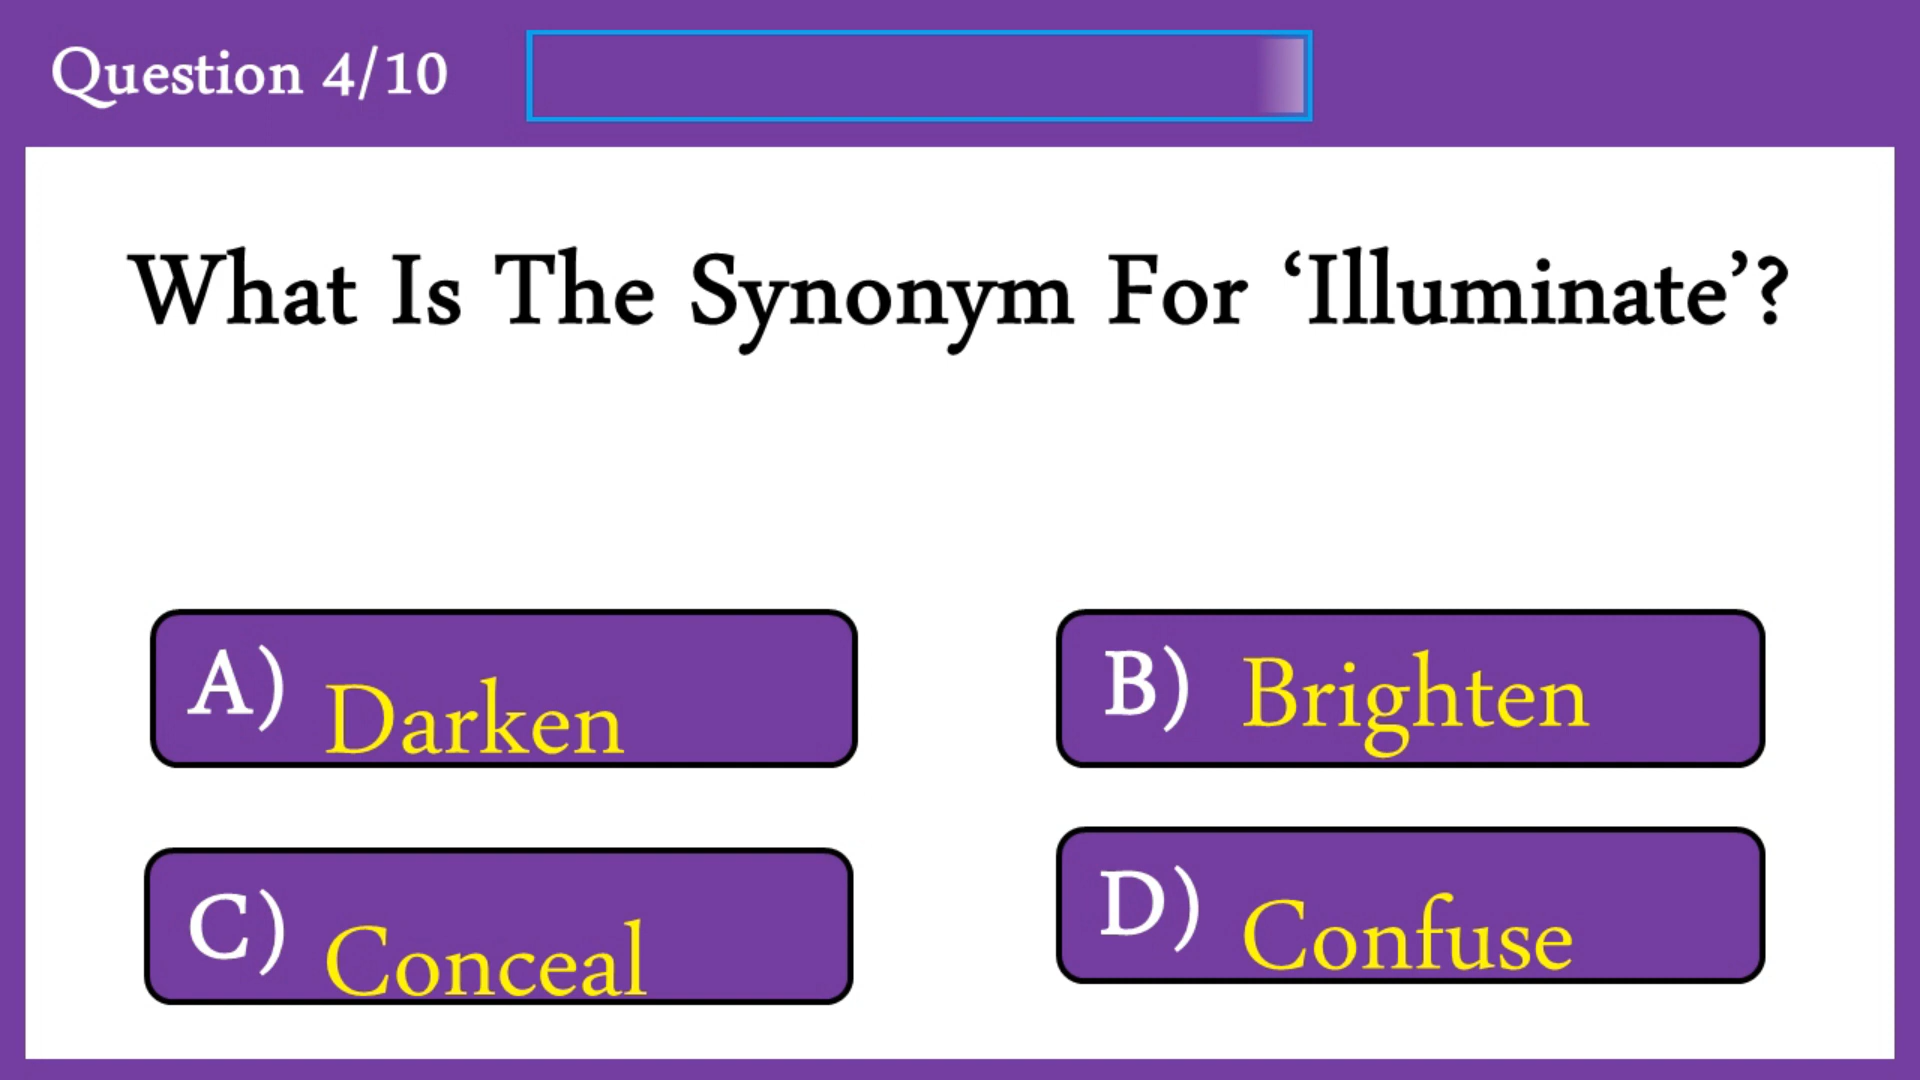 Question 4/10
What Is The Synonym For ‘Illuminate’?
A) Darken
B) Brighten
C) Conceal
D) Confuse